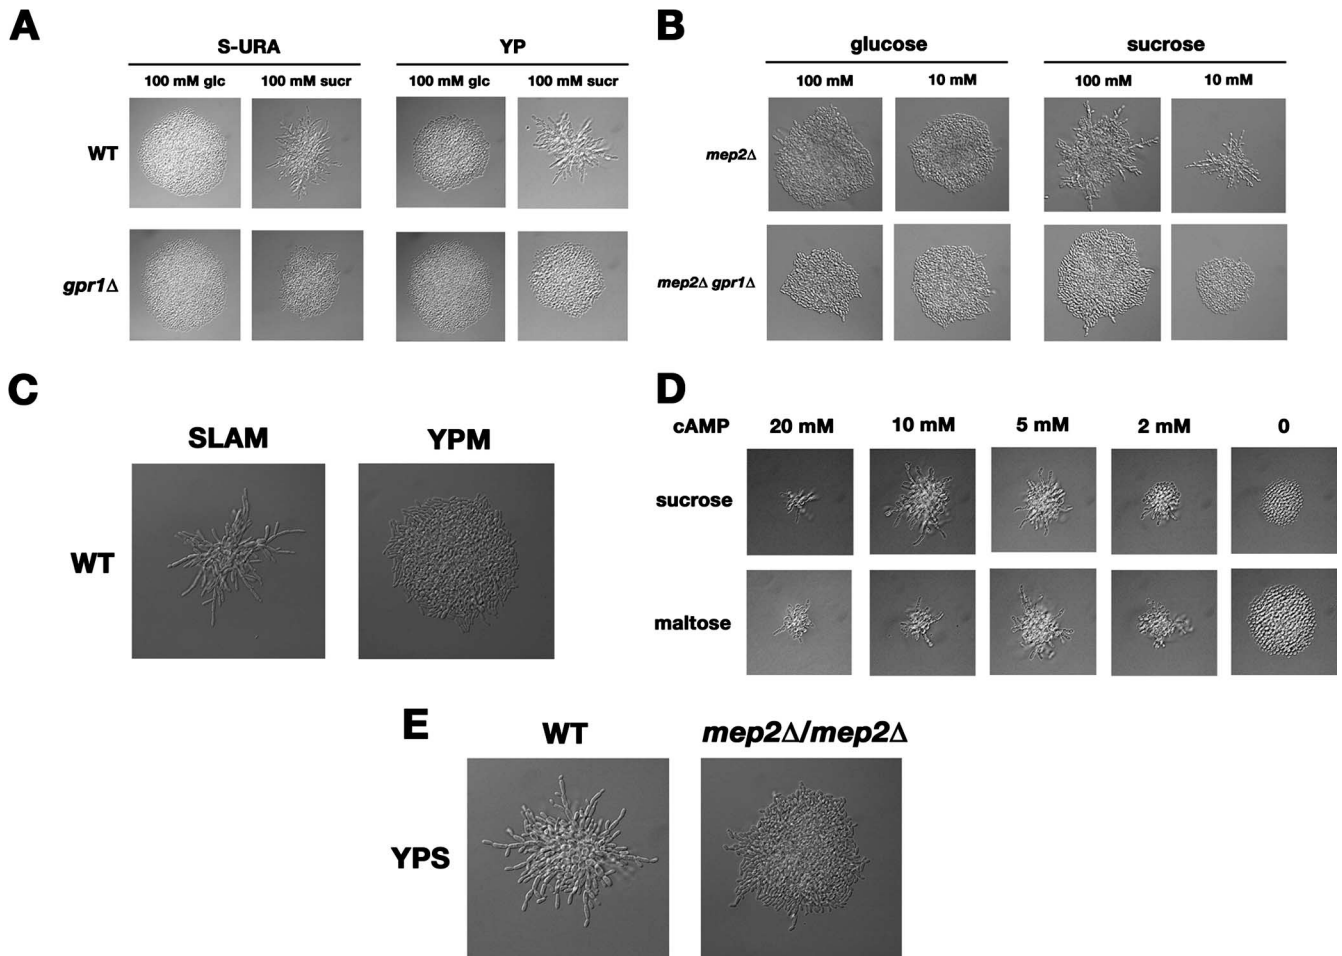 A
S-URA YP
100 mM glc 100 mM sucr 100 mM glc 100 mM sucr
WT
gpr1Δ
B
glucose sucrose
100 mM 10 mM 100 mM 10 mM
mep2Δ
mep2Δ gpr1Δ
C
SLAM YPM
WT
D
cAMP 20 mM 10 mM 5 mM 2 mM 0
sucrose
maltose
E
WT mep2Δ/mep2Δ
YPS